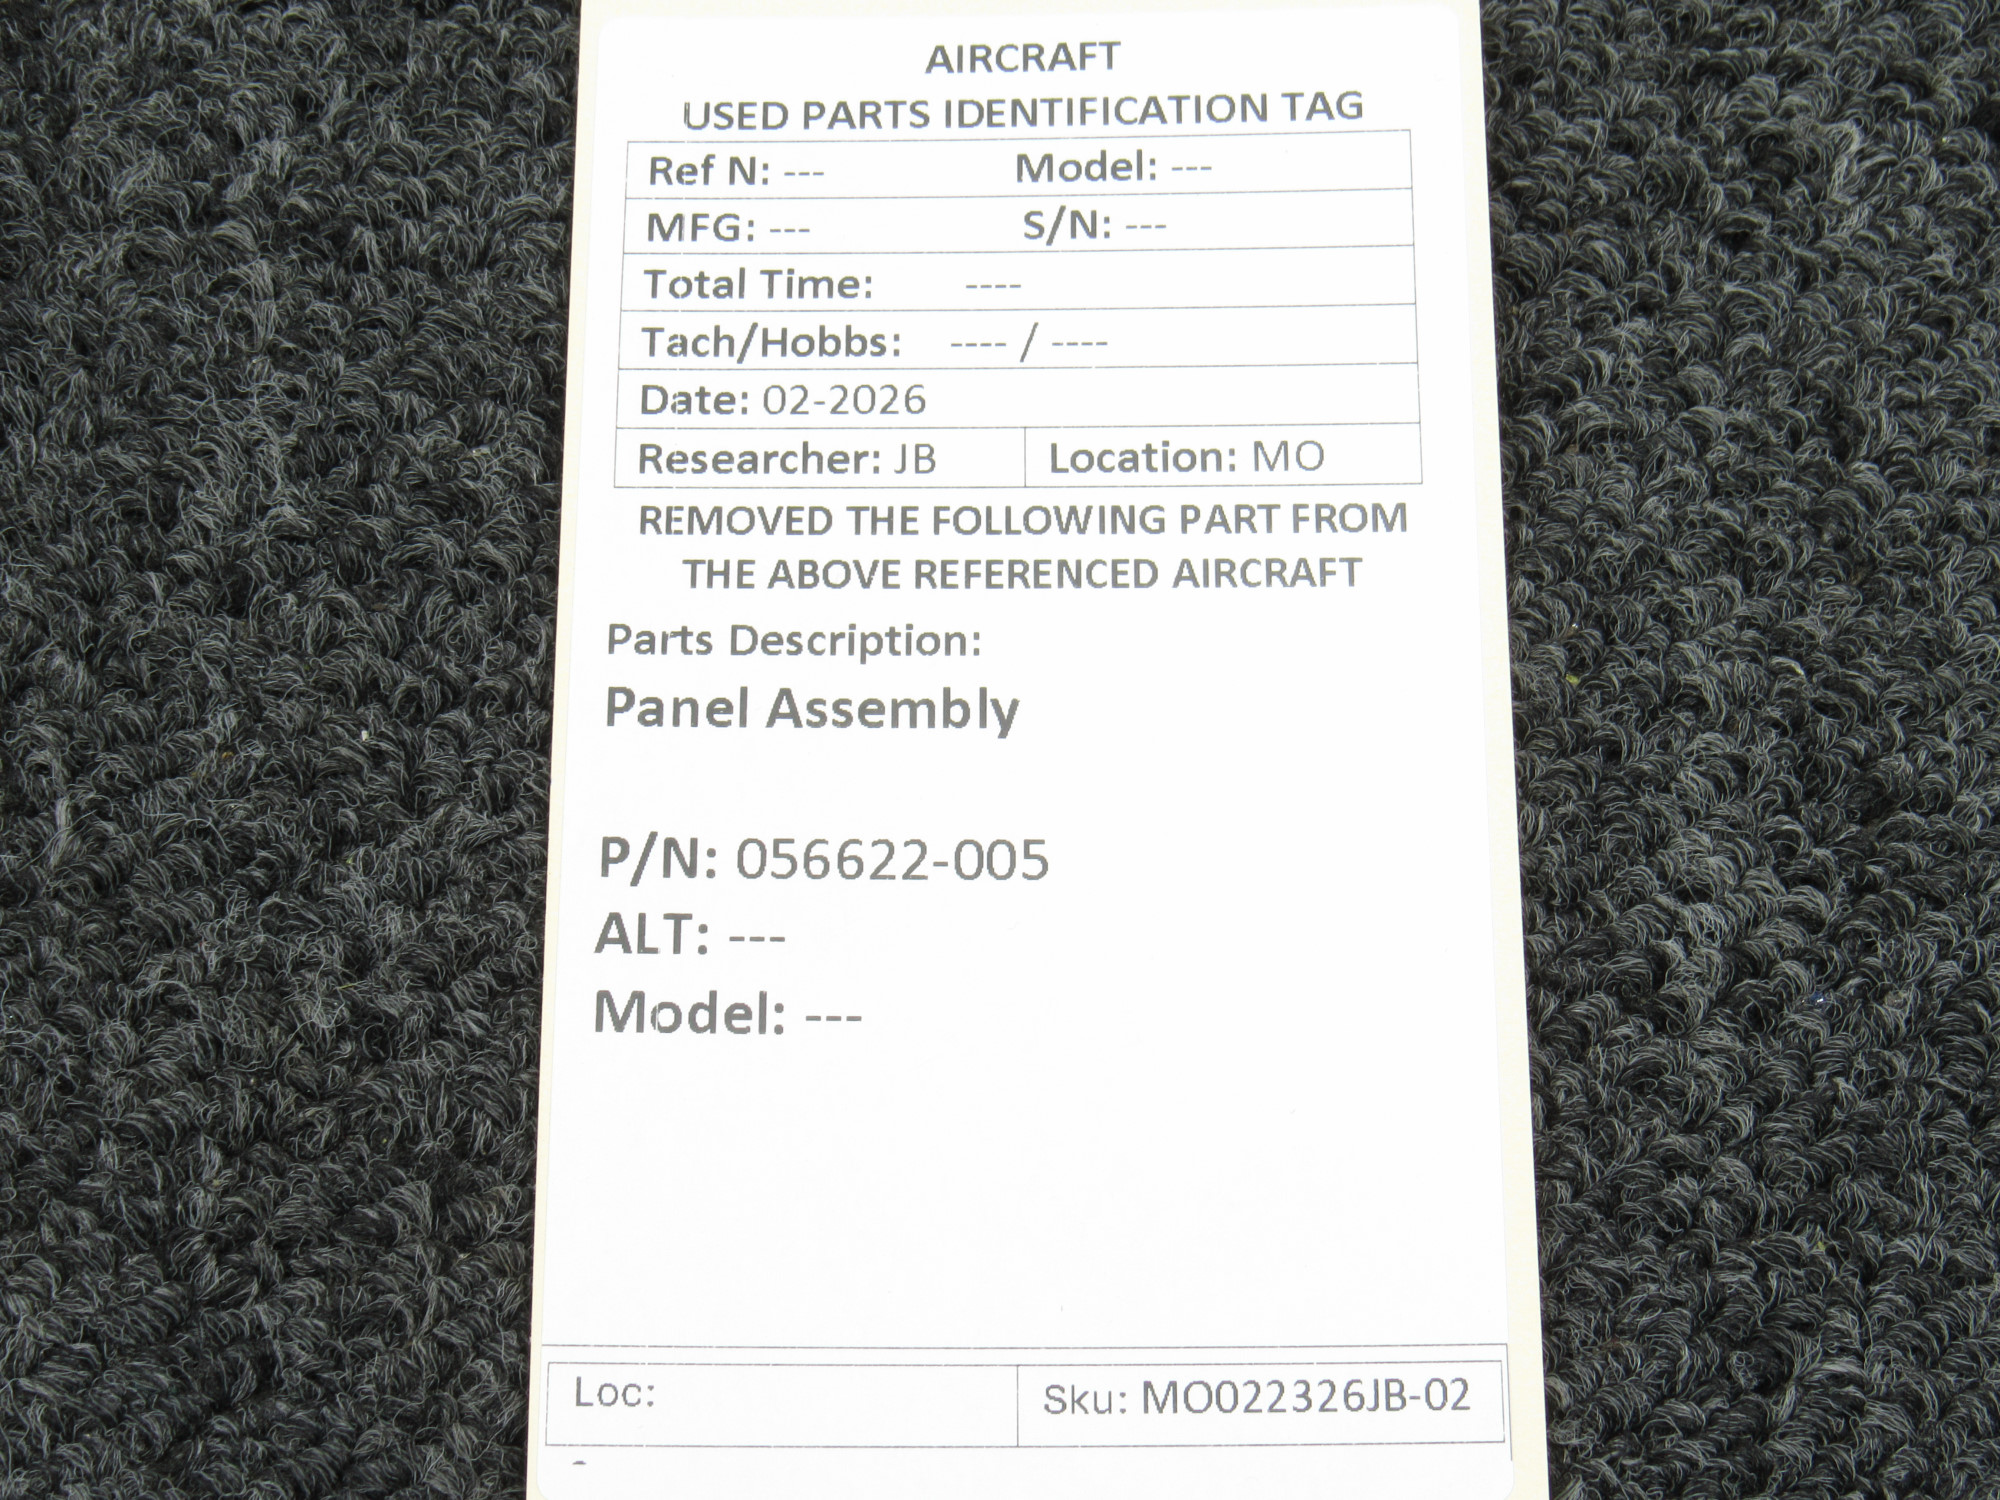 AIRCRAFT
USED PARTS IDENTIFICATION TAG
Ref N: --- Model: ---
MFG: --- S/N: ---
Total Time: ----
Tach/Hobbs: ---- / ----
Date: 02-2026
Researcher: JB Location: MO
REMOVED THE FOLLOWING PART FROM
THE ABOVE REFERENCED AIRCRAFT
Parts Description:
Panel Assembly
P/N: 056622-005
ALT: ---
Model: ---
Loc: Sku: MO022326JB-02